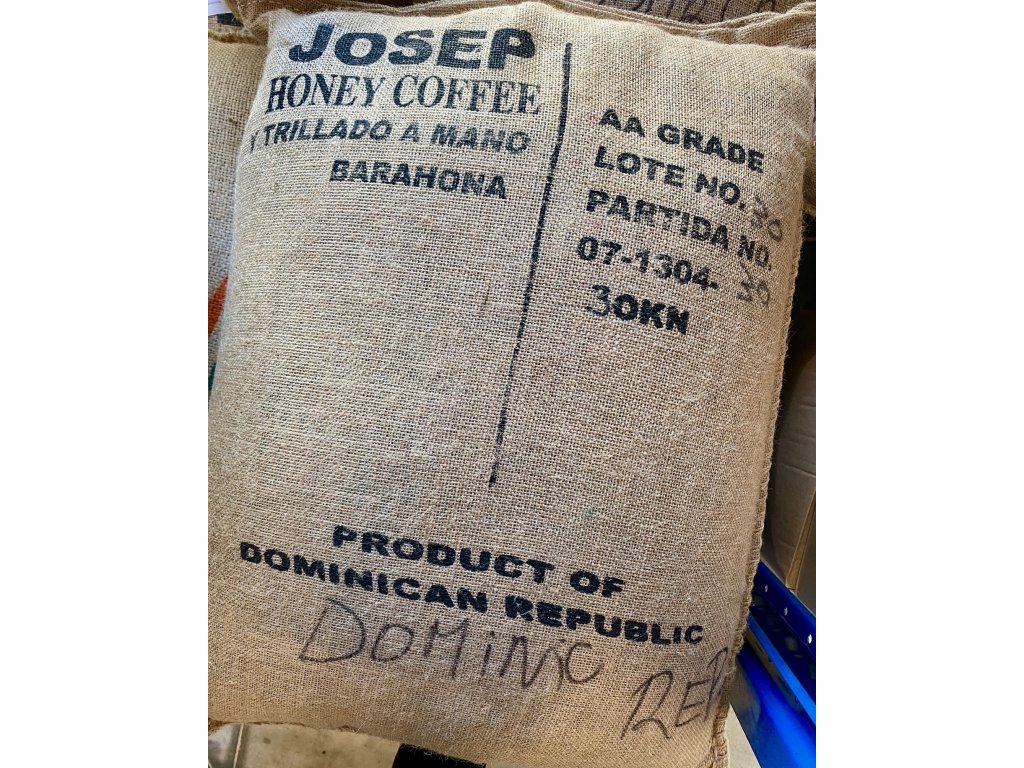 JOSEP
HONEY COFFEE
Y TRILLADO A MANO
BARAHONA
AA GRADE
LOTE NO. 30
PARTIDA NO.
07-1304-30
30KN
PRODUCT OF
DOMINICAN REPUBLIC
DOMINIC
REP